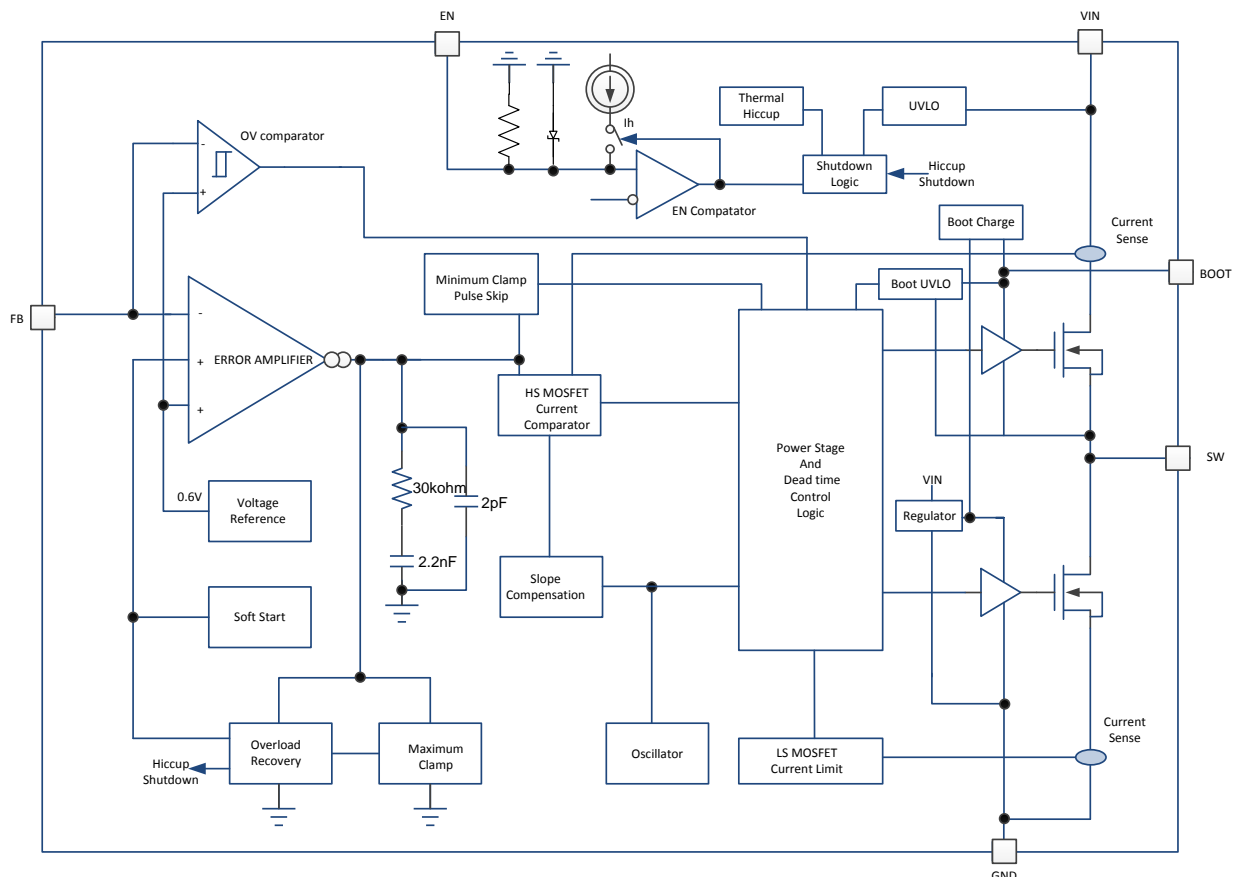 EN
VIN
Thermal
Hiccup
UVLO
Ih
OV comparator
-
+
Shutdown
Logic
Hiccup
Shutdown
EN Compatator
Boot Charge
Current
Sense
BOOT
Minimum Clamp
Pulse Skip
Boot UVLO
FB
-
+
+
ERROR AMPLIFIER
HS MOSFET
Current
Comparator
Power Stage
And
Dead time
Control
Logic
SW
0.6V
Voltage
Reference
30kohm
2pF
2.2nF
VIN
Regulator
Slope
Compensation
Soft Start
Overload
Recovery
Maximum
Clamp
Hiccup
Shutdown
Oscillator
LS MOSFET
Current Limit
Current
Sense
GND